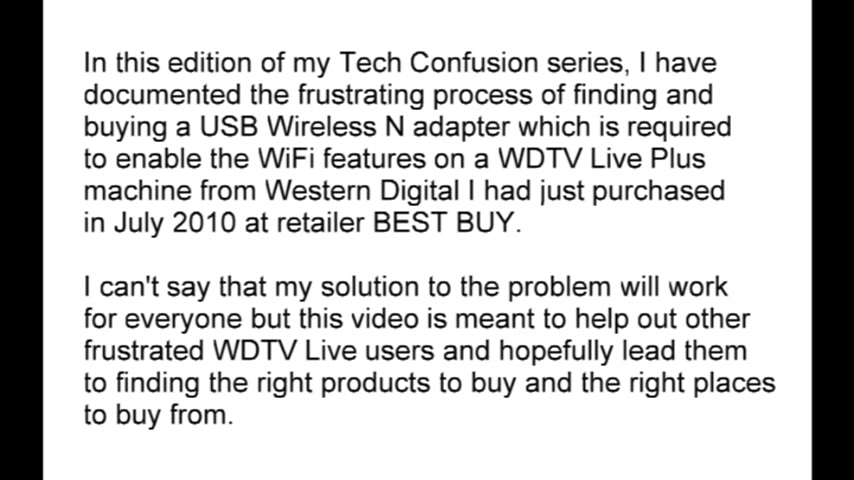 In this edition of my Tech Confusion series, I have
documented the frustrating process of finding and
buying a USB Wireless N adapter which is required
to enable the WiFi features on a WDTV Live Plus
machine from Western Digital I had just purchased
in July 2010 at retailer BEST BUY.
I can't say that my solution to the problem will work
for everyone but this video is meant to help out other
frustrated WDTV Live users and hopefully lead them
to finding the right products to buy and the right places
to buy from.